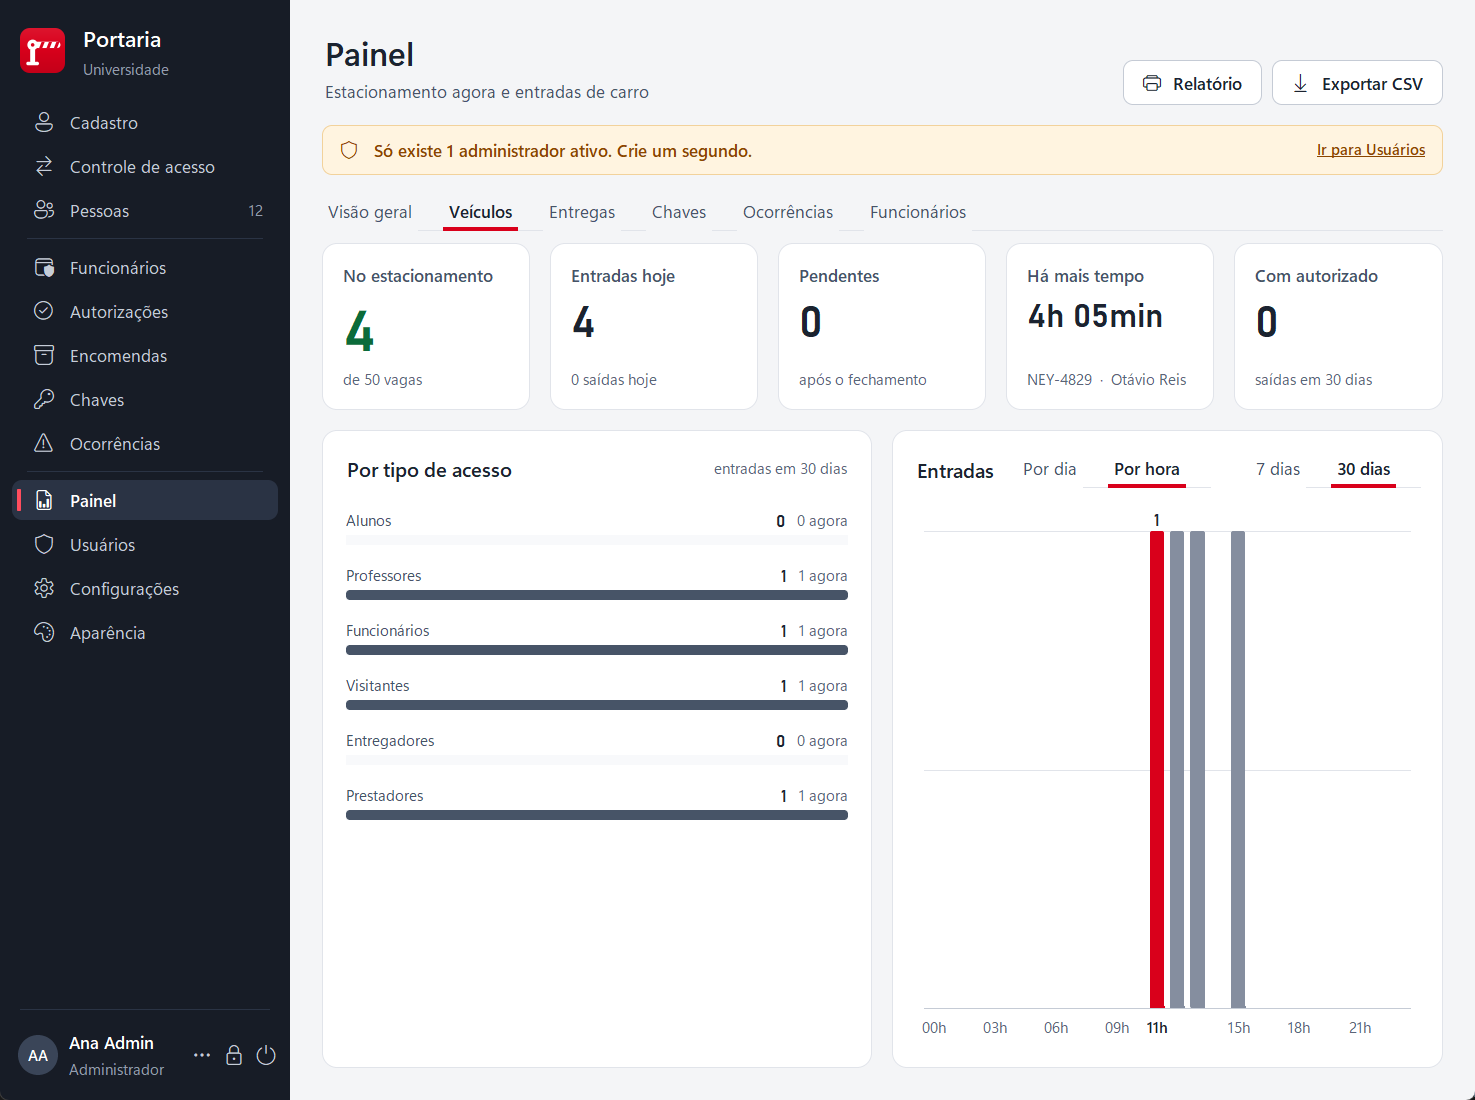 Portaria
Universidade
Cadastro
Controle de acesso
Pessoas 12
Funcionários
Autorizações
Encomendas
Chaves
Ocorrências
Painel
Usuários
Configurações
Aparência
AA
Ana Admin
Administrador
Painel
Estacionamento agora e entradas de carro
Relatório
Exportar CSV
Só existe 1 administrador ativo. Crie um segundo.
Ir para Usuários
Visão geral Veículos Entregas Chaves Ocorrências Funcionários
No estacionamento
4
de 50 vagas
Entradas hoje
4
0 saídas hoje
Pendentes
0
após o fechamento
Há mais tempo
4h 05min
NEY-4829 · Otávio Reis
Com autorizado
0
saídas em 30 dias
Por tipo de acesso entradas em 30 dias
Alunos 0 0 agora
Professores 1 1 agora
Funcionários 1 1 agora
Visitantes 1 1 agora
Entregadores 0 0 agora
Prestadores 1 1 agora
Entradas Por dia Por hora 7 dias 30 dias
1
00h 03h 06h 09h 11h 15h 18h 21h